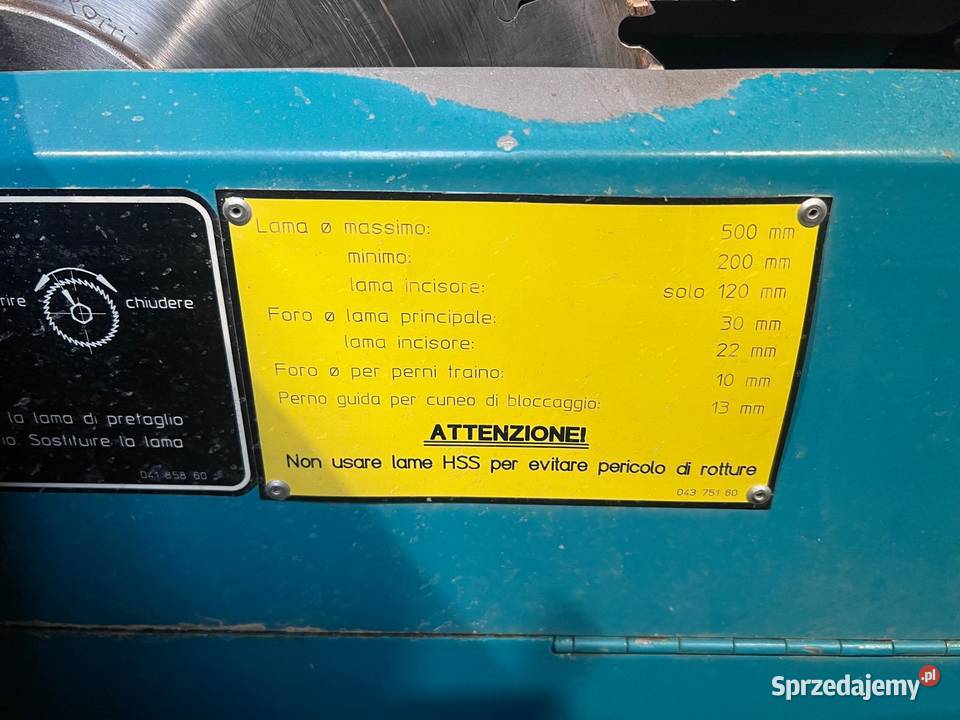 Lama ø massimo: 500 mm
minimo: 200 mm
lama incisore: solo 120 mm
Foro ø lama principale: 30 mm
lama incisore: 22 mm
Foro ø per perni traino: 10 mm
Perno guida per cuneo di bloccaggio: 13 mm
ATTENZIONE!
Non usare lame HSS per evitare pericolo di rotture
043 751 60
chiudere
la lama di pretaglio
Sostituire la lama
041 858 60
Sprzedajemy.pl